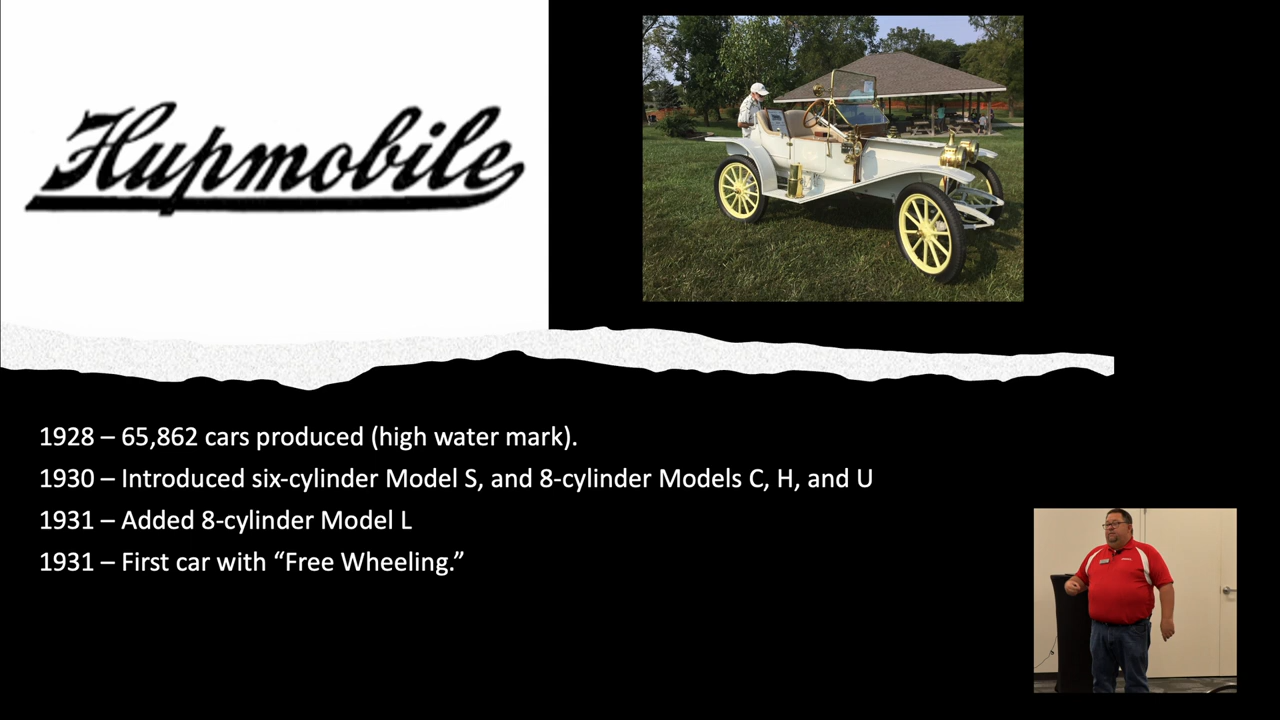 Hupmobile
1928 – 65,862 cars produced (high water mark).
1930 – Introduced six-cylinder Model S, and 8-cylinder Models C, H, and U
1931 – Added 8-cylinder Model L
1931 – First car with “Free Wheeling.”